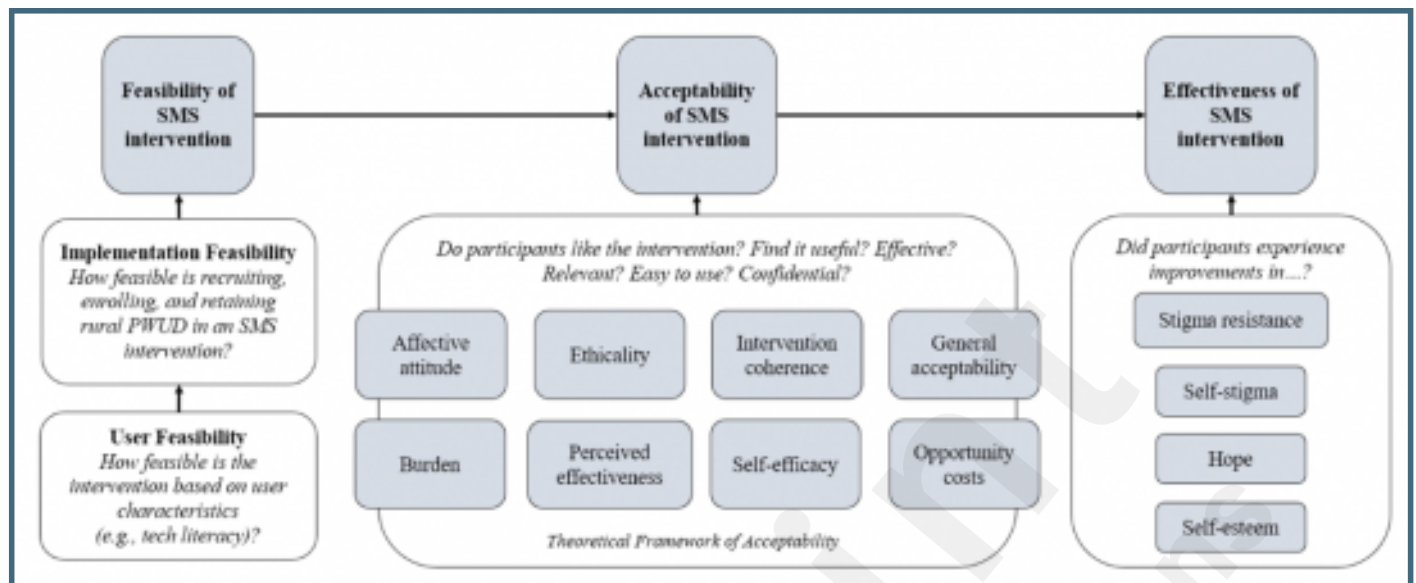 Feasibility of
SMS
intervention
Acceptability
of SMS
intervention
Effectiveness of
SMS
intervention
Implementation Feasibility
How feasible is recruiting,
enrolling, and retaining
rural PWUD in an SMS
intervention?
User Feasibility
How feasible is the
intervention based on user
characteristics
(e.g., tech literacy)?
Do participants like the intervention? Find it useful? Effective?
Relevant? Easy to use? Confidential?
Affective
attitude
Ethicality
Intervention
coherence
General
acceptability
Burden
Perceived
effectiveness
Self-efficacy
Opportunity
costs
Theoretical Framework of Acceptability
Did participants experience
improvements in....?
Stigma resistance
Self-stigma
Hope
Self-esteem